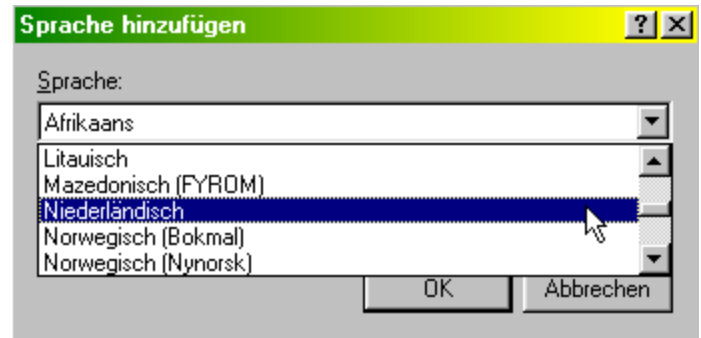 Sprache hinzufügen
Sprache:
Afrikaans
Litauisch
Mazedonisch (FYROM)
Niederländisch
Norwegisch (Bokmal)
Norwegisch (Nynorsk)
OK Abbrechen